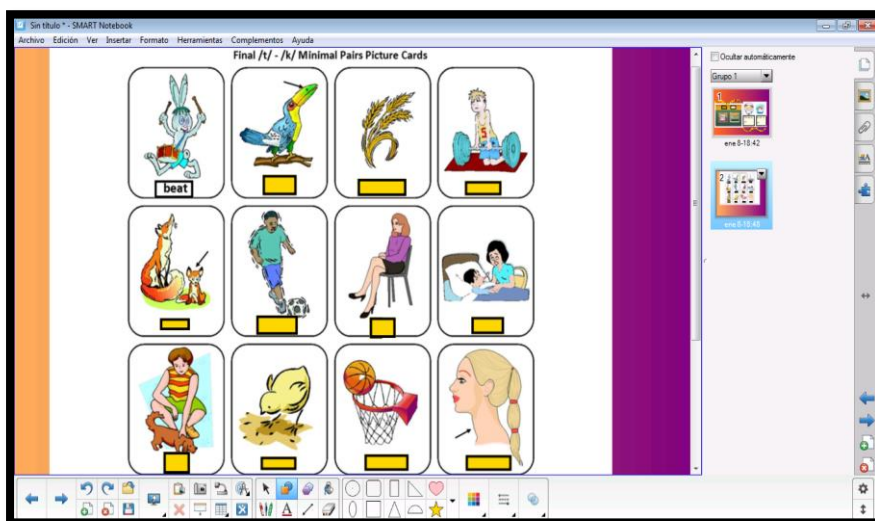 Sin título * - SMART Notebook
Archivo Edición Ver Insertar Formato Herramientas Complementos Ayuda
Final /t/ - /k/ Minimal Pairs Picture Cards
beat
Ocultar automáticamente
Grupo 1
1
ene 8-18:42
2
ene 8-18:43